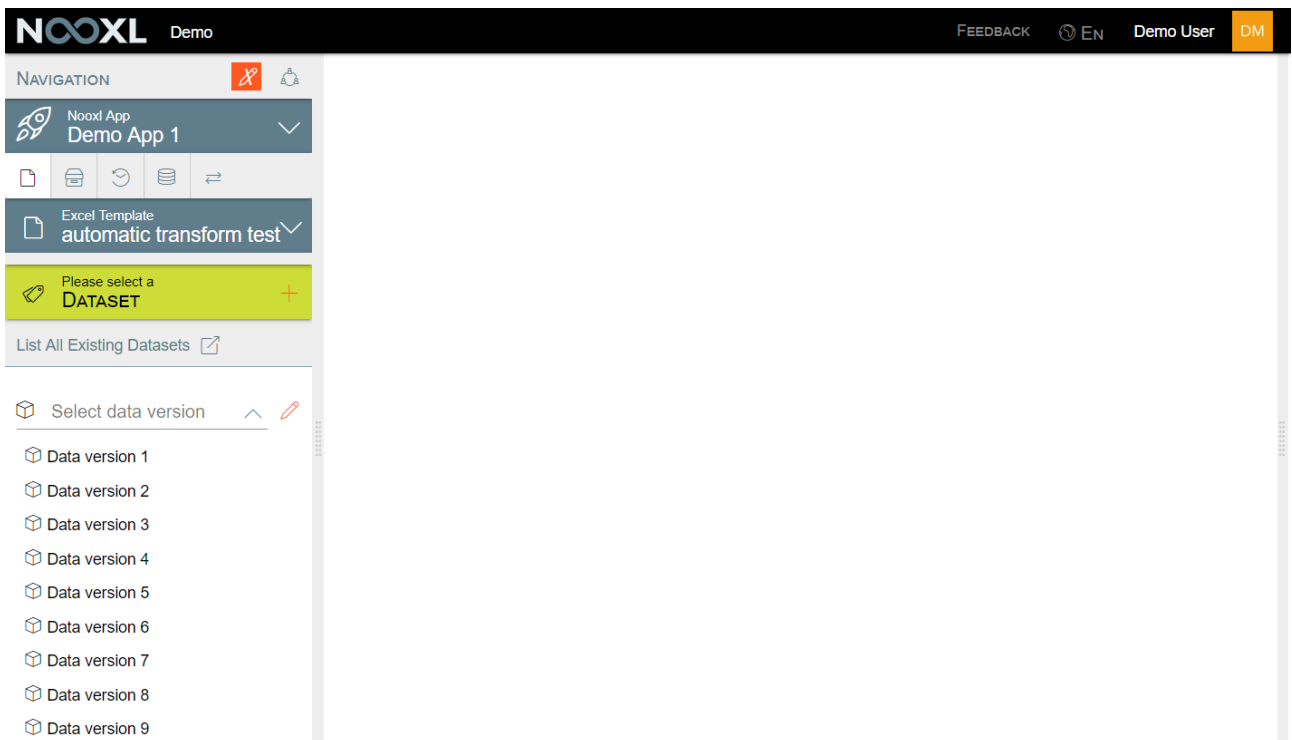 NOOXL Demo FEEDBACK EN Demo User DM
NAVIGATION
Nooxl App
Demo App 1
Excel Template
automatic transform test
Please select a
DATASET
List All Existing Datasets
Select data version
Data version 1
Data version 2
Data version 3
Data version 4
Data version 5
Data version 6
Data version 7
Data version 8
Data version 9